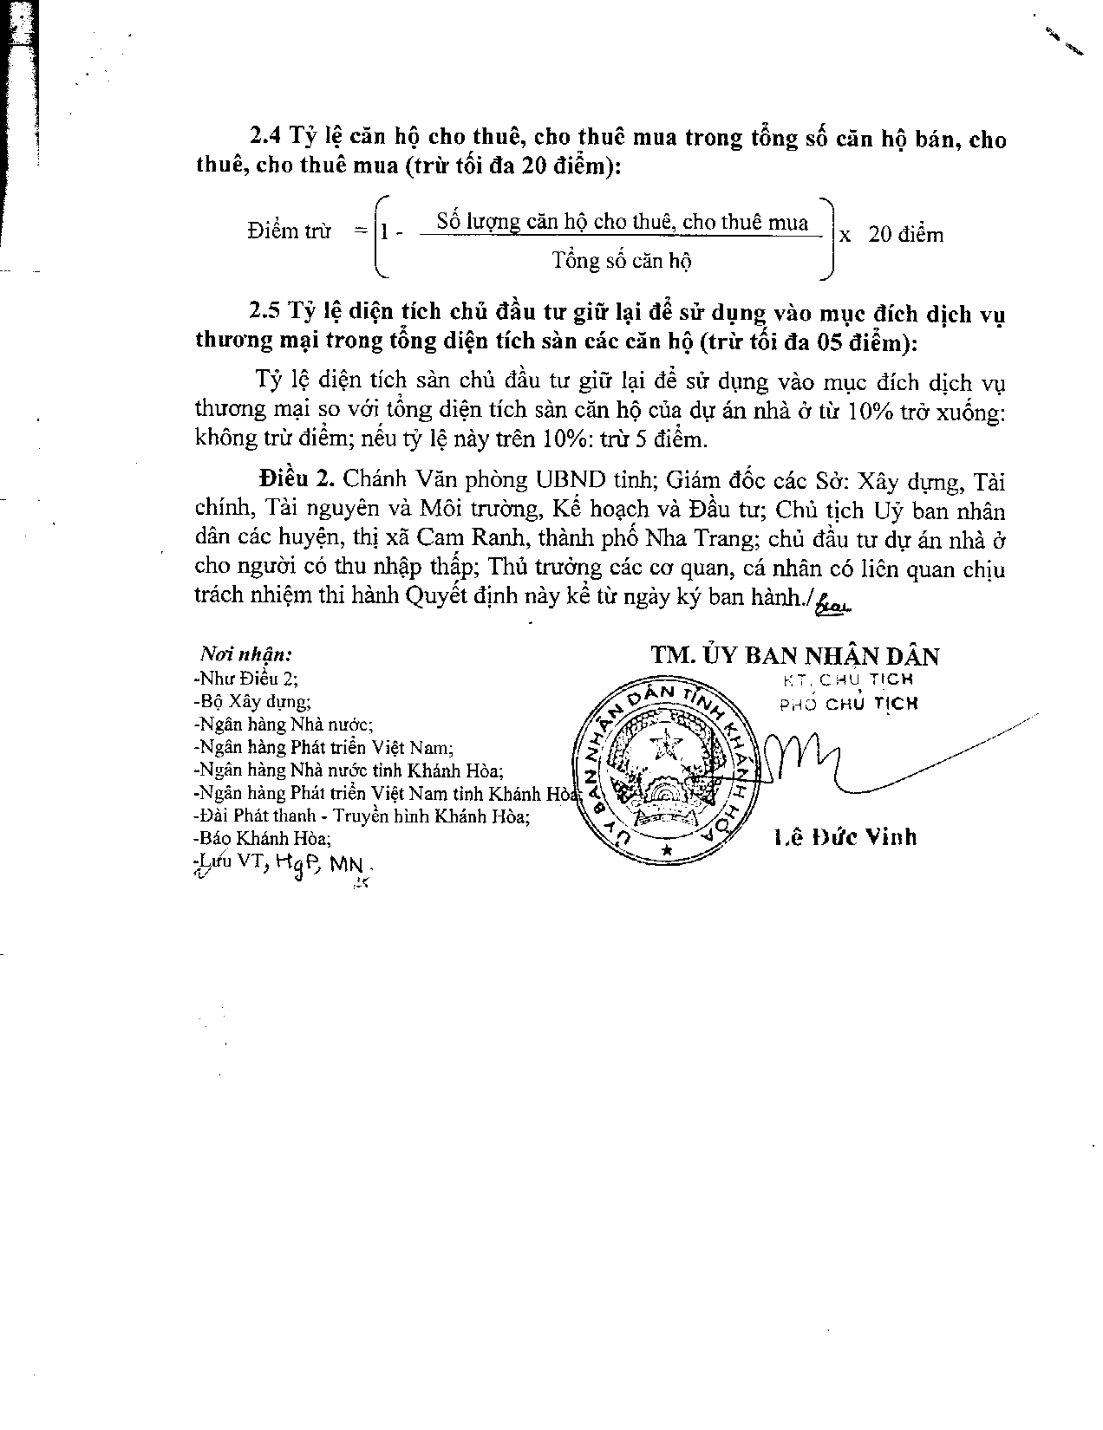 2.4 Tỷ lệ căn hộ cho thuê, cho thuê mua trong tổng số căn hộ bán, cho
thuê, cho thuê mua (trừ tối đa 20 điểm):
Điểm trừ = (1 - Số lượng căn hộ cho thuê, cho thuê mua) x 20 điểm
Tổng số căn hộ
2.5 Tỷ lệ diện tích chủ đầu tư giữ lại để sử dụng vào mục đích dịch vụ
thương mại trong tổng diện tích sàn các căn hộ (trừ tối đa 05 điểm):
Tỷ lệ diện tích sàn chủ đầu tư giữ lại để sử dụng vào mục đích dịch vụ
thương mại so với tổng diện tích sàn căn hộ của dự án nhà ở từ 10% trở xuống:
không trừ điểm; nếu tỷ lệ này trên 10%: trừ 5 điểm.
Điều 2. Chánh Văn phòng UBND tỉnh; Giám đốc các Sở: Xây dựng, Tài
chính, Tài nguyên và Môi trường, Kế hoạch và Đầu tư; Chủ tịch Uỷ ban nhân
dân các huyện, thị xã Cam Ranh, thành phố Nha Trang; chủ đầu tư dự án nhà ở
cho người có thu nhập thấp; Thủ trưởng các cơ quan, cá nhân có liên quan chịu
trách nhiệm thi hành Quyết định này kể từ ngày ký ban hành./
Nơi nhận:
-Như Điều 2;
-Bộ Xây dựng;
-Ngân hàng Nhà nước;
-Ngân hàng Phát triển Việt Nam;
-Ngân hàng Nhà nước tỉnh Khánh Hòa;
-Ngân hàng Phát triển Việt Nam tỉnh Khánh Hòa;
-Đài Phát thanh - Truyền hình Khánh Hòa;
-Báo Khánh Hòa;
-Lưu VT, HgP, MN.
TM. ỦY BAN NHÂN DÂN
KT. CHỦ TỊCH
PHÓ CHỦ TỊCH
ỦY BAN NHÂN DÂN TỈNH KHÁNH HÒA
Lê Đức Vinh